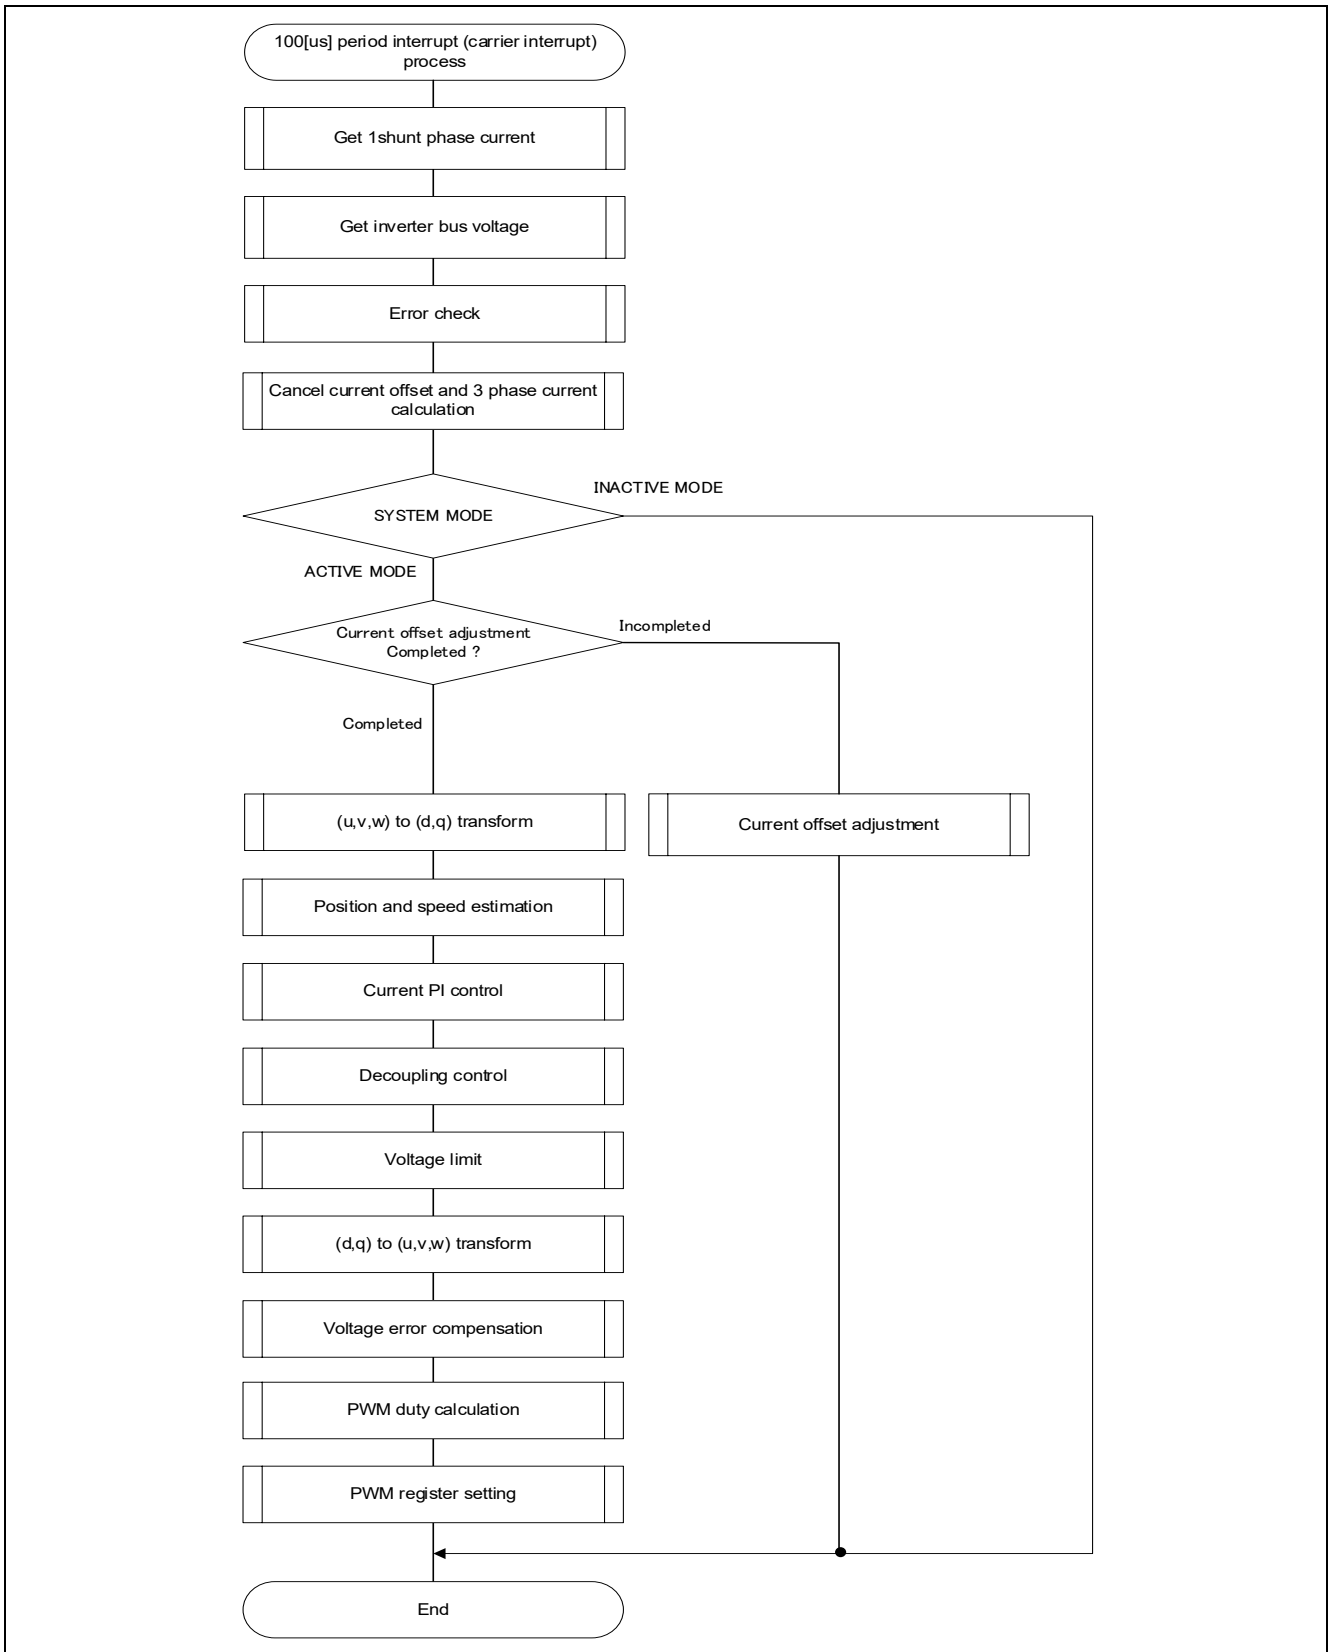 100[us] period interrupt (carrier interrupt)
process
Get 1shunt phase current
Get inverter bus voltage
Error check
Cancel current offset and 3 phase current
calculation
INACTIVE MODE
SYSTEM MODE
ACTIVE MODE
Incompleted
Current offset adjustment
Completed ?
Completed
(u,v,w) to (d,q) transform
Current offset adjustment
Position and speed estimation
Current PI control
Decoupling control
Voltage limit
(d,q) to (u,v,w) transform
Voltage error compensation
PWM duty calculation
PWM register setting
End